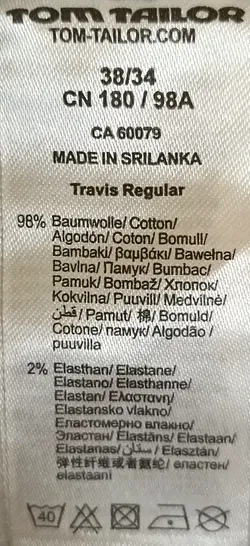 TOM TAILOR
TOM-TAILOR.COM
38/34
CN 180 / 98A
CA 60079
MADE IN SRILANKA
Travis Regular
98% Baumwolle/ Cotton/
Algodón/ Coton/ Bomull/
Bambaki/ βαμβάκι/ Bawełna/
Bavlna/ Памук/ Bumbac/
Pamuk/ Bombaž/ Хлопок/
Kokvilna/ Puuvill/ Medvilnė/
قطن/ Pamut/ 棉/ Bomuld/
Cotone/ памук/ Algodão /
puuvilla
2% Elasthan/ Elastane/
Elastano/ Elasthanne/
Elastan/ Ελαστανη/
Elastansko vlakno/
Еластомерно влакно/
Эластан/ Elastāns/ Elastaan/
Elastanas/ سبتان/ Elasztán/
弹性纤维或者氨纶/ еластен/
elastaani
40